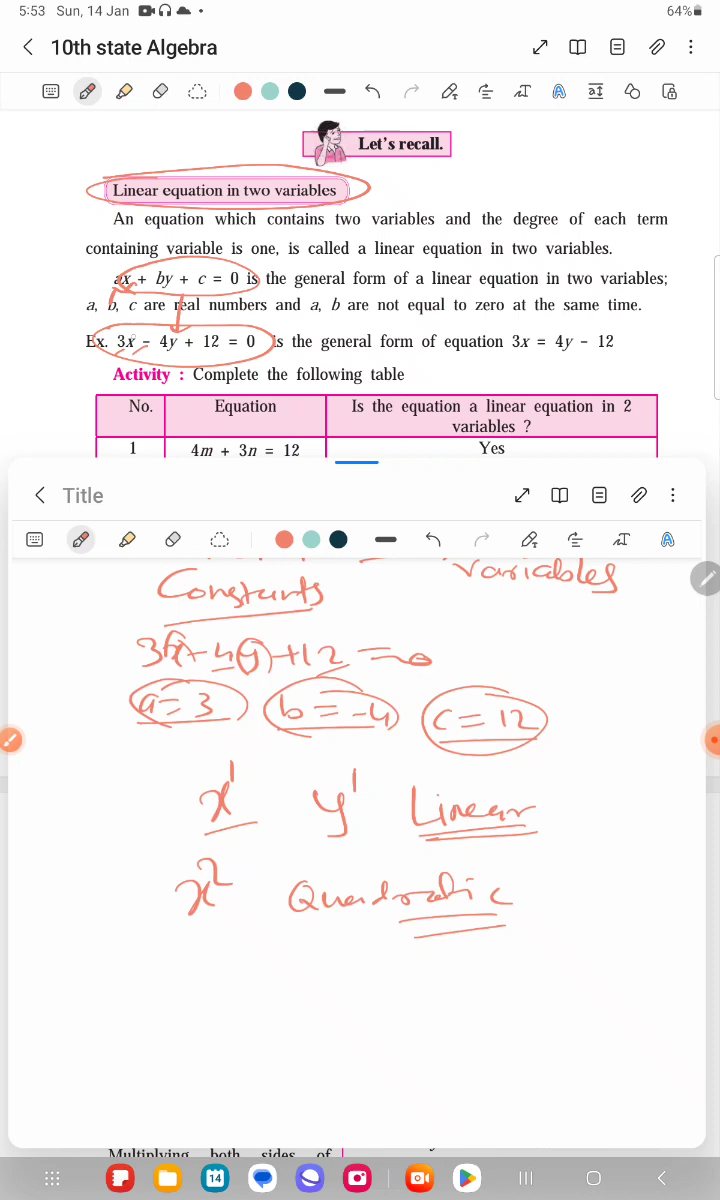 5:53 Sun, 14 Jan
64%
10th state Algebra
Let's recall.
Linear equation in two variables
An equation which contains two variables and the degree of each term
containing variable is one, is called a linear equation in two variables.
ax + by + c = 0 is the general form of a linear equation in two variables;
a, b, c are real numbers and a, b are not equal to zero at the same time.
Ex. 3x - 4y + 12 = 0 is the general form of equation 3x = 4y - 12
Activity : Complete the following table
No. Equation Is the equation a linear equation in 2
variables ?
1 4m + 3n = 12 Yes
Title
Variables
Constants
3x-4y+12=0
a=3 b=-4 c=12
x¹ y¹ Linear
x² Quadratic
Multiplying both sides of
14